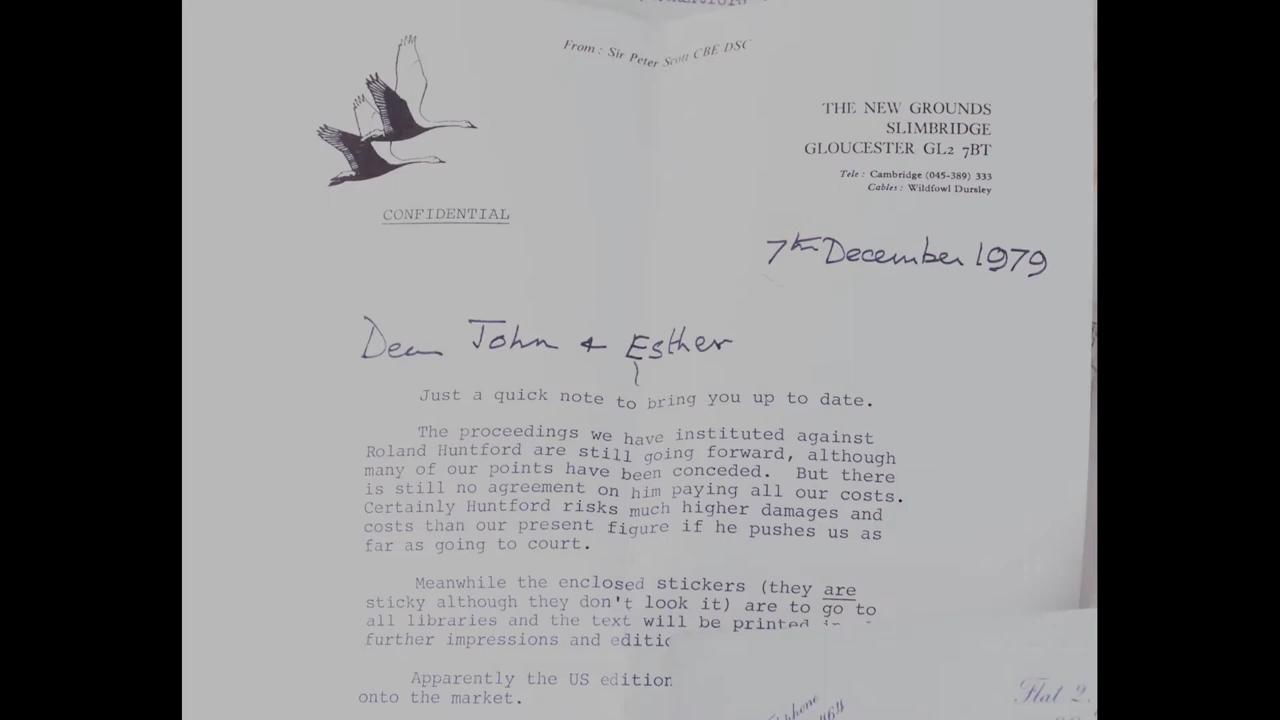 From: Sir Peter Scott CBE DSC
THE NEW GROUNDS
SLIMBRIDGE
GLOUCESTER GL2 7BT
Tele: Cambridge (045-389) 333
Cables: Wildfowl Dursley
CONFIDENTIAL
7th December 1979
Dear John & Esther
Just a quick note to bring you up to date.
The proceedings we have instituted against
Roland Huntford are still going forward, although
many of our points have been conceded. But there
is still no agreement on him paying all our costs.
Certainly Huntford risks much higher damages and
costs than our present figure if he pushes us as
far as going to court.
Meanwhile the enclosed stickers (they are
sticky although they don't look it) are to go to
all libraries and the text will be printed
further impressions and
Apparently the US edition
onto the market.
Flat 2.